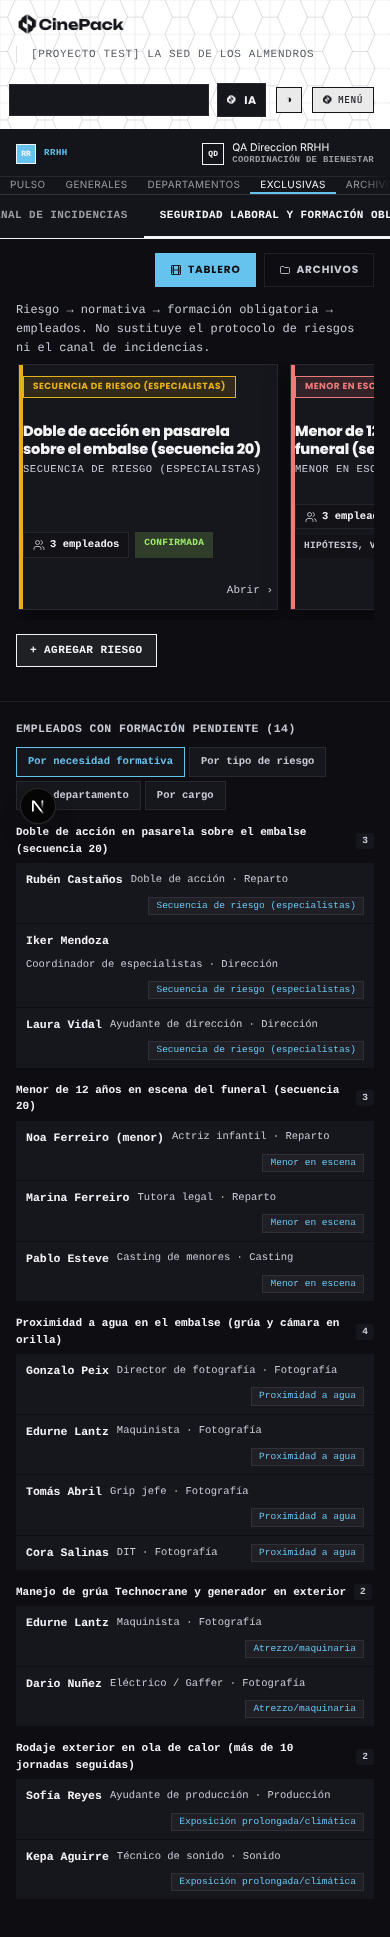 CinePack
[PROYECTO TEST] LA SED DE LOS ALMENDROS
IA
MENÚ
RR
RRHH
QD
QA Direccion RRHH
COORDINACIÓN DE BIENESTAR
PULSO GENERALES DEPARTAMENTOS EXCLUSIVAS ARCHIV
NAL DE INCIDENCIAS SEGURIDAD LABORAL Y FORMACIÓN OBL
TABLERO
ARCHIVOS
Riesgo → normativa → formación obligatoria →
empleados. No sustituye el protocolo de riesgos
ni el canal de incidencias.
SECUENCIA DE RIESGO (ESPECIALISTAS)
Doble de acción en pasarela
sobre el embalse (secuencia 20)
SECUENCIA DE RIESGO (ESPECIALISTAS)
3 empleados
CONFIRMADA
Abrir ›
MENOR EN ESC
Menor de 12
funeral (se
MENOR EN ESC
3 emplead
HIPÓTESIS, V
+ AGREGAR RIESGO
EMPLEADOS CON FORMACIÓN PENDIENTE (14)
Por necesidad formativa
Por tipo de riesgo
departamento
Por cargo
N
Doble de acción en pasarela sobre el embalse
(secuencia 20)
3
Rubén Castaños Doble de acción · Reparto
Secuencia de riesgo (especialistas)
Iker Mendoza
Coordinador de especialistas · Dirección
Secuencia de riesgo (especialistas)
Laura Vidal Ayudante de dirección · Dirección
Secuencia de riesgo (especialistas)
Menor de 12 años en escena del funeral (secuencia
20)
3
Noa Ferreiro (menor) Actriz infantil · Reparto
Menor en escena
Marina Ferreiro Tutora legal · Reparto
Menor en escena
Pablo Esteve Casting de menores · Casting
Menor en escena
Proximidad a agua en el embalse (grúa y cámara en
orilla)
4
Gonzalo Peix Director de fotografía · Fotografía
Proximidad a agua
Edurne Lantz Maquinista · Fotografía
Proximidad a agua
Tomás Abril Grip jefe · Fotografía
Proximidad a agua
Cora Salinas DIT · Fotografía Proximidad a agua
Manejo de grúa Technocrane y generador en exterior 2
Edurne Lantz Maquinista · Fotografía
Atrezzo/maquinaria
Dario Nuñez Eléctrico / Gaffer · Fotografía
Atrezzo/maquinaria
Rodaje exterior en ola de calor (más de 10
jornadas seguidas)
2
Sofía Reyes Ayudante de producción · Producción
Exposición prolongada/climática
Kepa Aguirre Técnico de sonido · Sonido
Exposición prolongada/climática